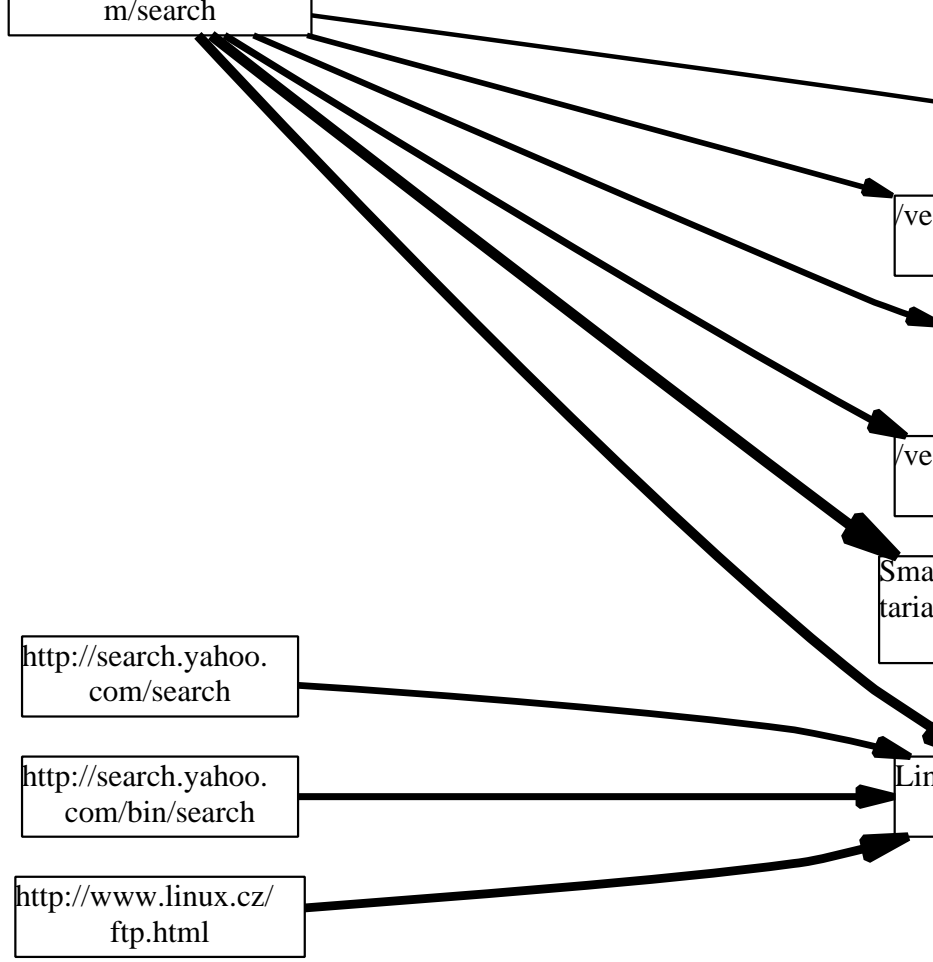 m/search
/ve
/ve
Sma
taria
http://search.yahoo.
com/search
http://search.yahoo.
com/bin/search
Lin
http://www.linux.cz/
ftp.html